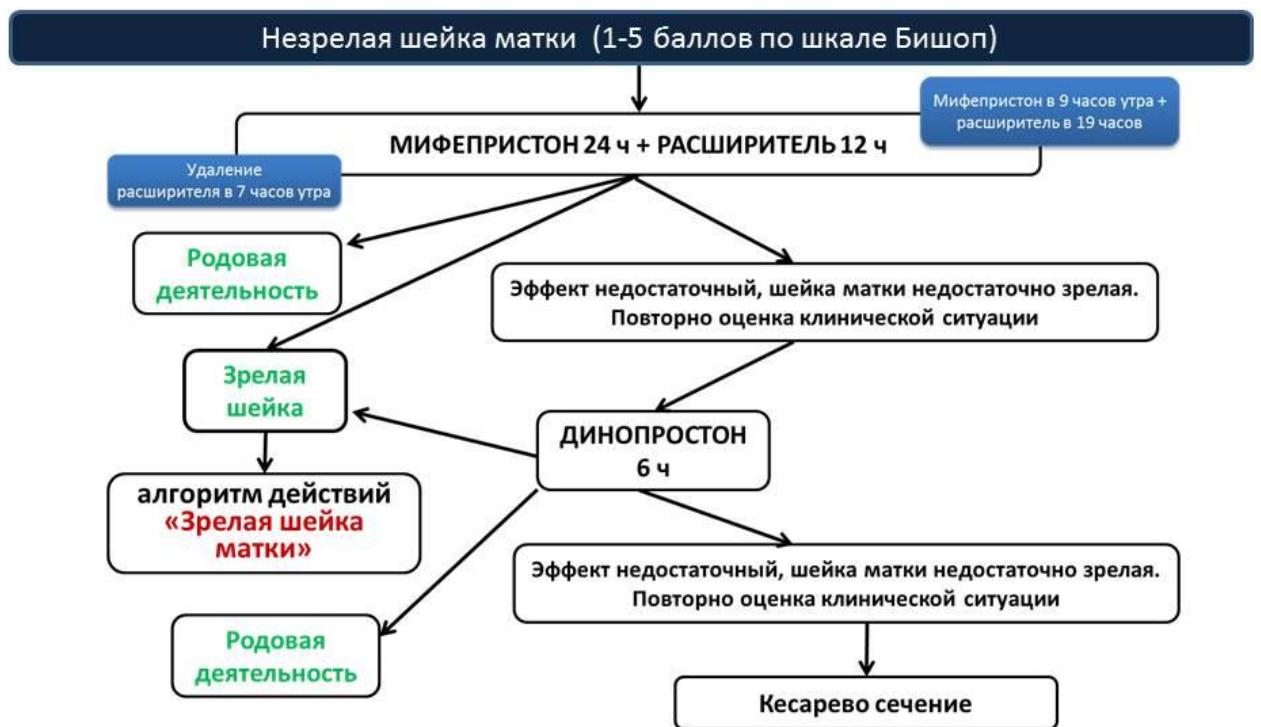 Незрелая шейка матки (1-5 баллов по шкале Бишоп)
Мифепристон в 9 часов утра +
расширитель в 19 часов
МИФЕПРИСТОН 24 ч + РАСШИРИТЕЛЬ 12 ч
Удаление
расширителя в 7 часов утра
Родовая
деятельность
Эффект недостаточный, шейка матки недостаточно зрелая.
Повторно оценка клинической ситуации
Зрелая
шейка
ДИНОПРОСТОН
6 ч
алгоритм действий
«Зрелая шейка
матки»
Эффект недостаточный, шейка матки недостаточно зрелая.
Повторно оценка клинической ситуации
Родовая
деятельность
Кесарево сечение